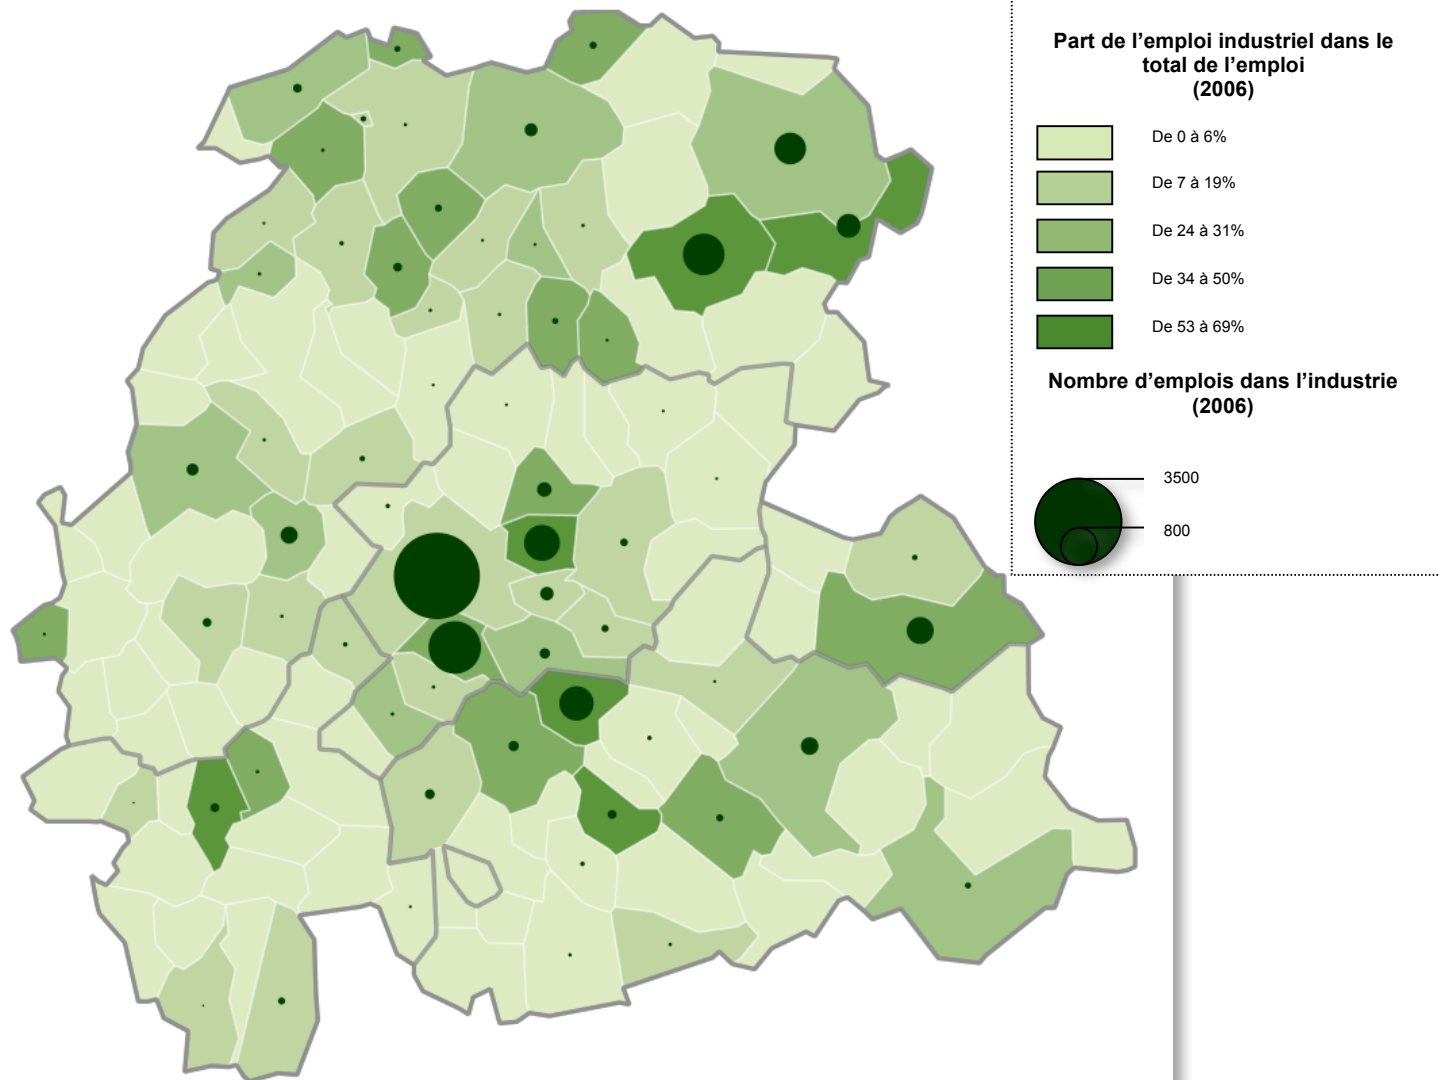 Part de l’emploi industriel dans le
total de l’emploi
(2006)
De 0 à 6%
De 7 à 19%
De 24 à 31%
De 34 à 50%
De 53 à 69%
Nombre d’emplois dans l’industrie
(2006)
3500
800